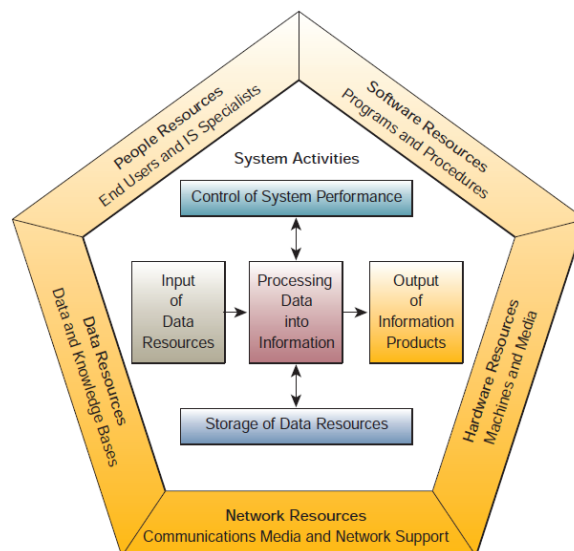 People Resources
End Users and IS Specialists
Software Resources
Programs and Procedures
System Activities
Control of System Performance
Input
of
Data
Resources
Processing
Data
into
Information
Output
of
Information
Products
Storage of Data Resources
Data Resources
Data and Knowledge Bases
Hardware Resources
Machines and Media
Network Resources
Communications Media and Network Support